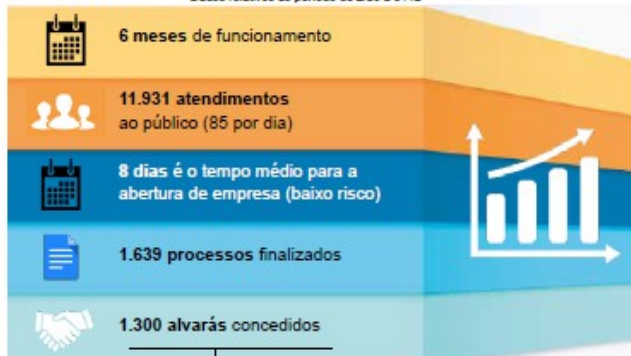 6 meses de funcionamento
11.931 atendimentos
ao público (85 por dia)
8 dias é o tempo médio para a
abertura de empresa (baixo risco)
1.639 processos finalizados
1.300 alvarás concedidos